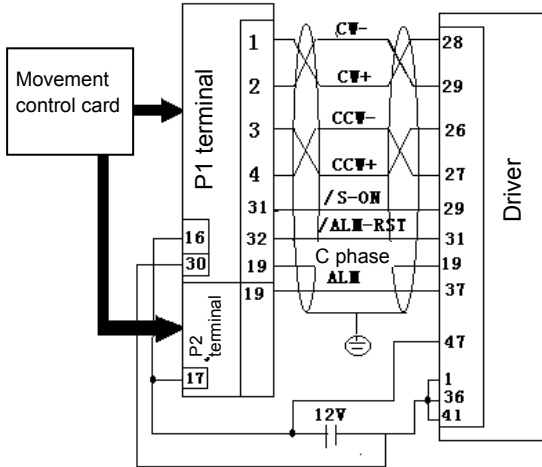 Movement
control card
P1 terminal
P2
terminal
1
2
3
4
31
32
19
19
16
30
17
CW-
CW+
CCW-
CCW+
/S-ON
/ALM-RST
C phase
ALM
28
29
26
27
29
31
19
37
47
1
36
41
Driver
12V